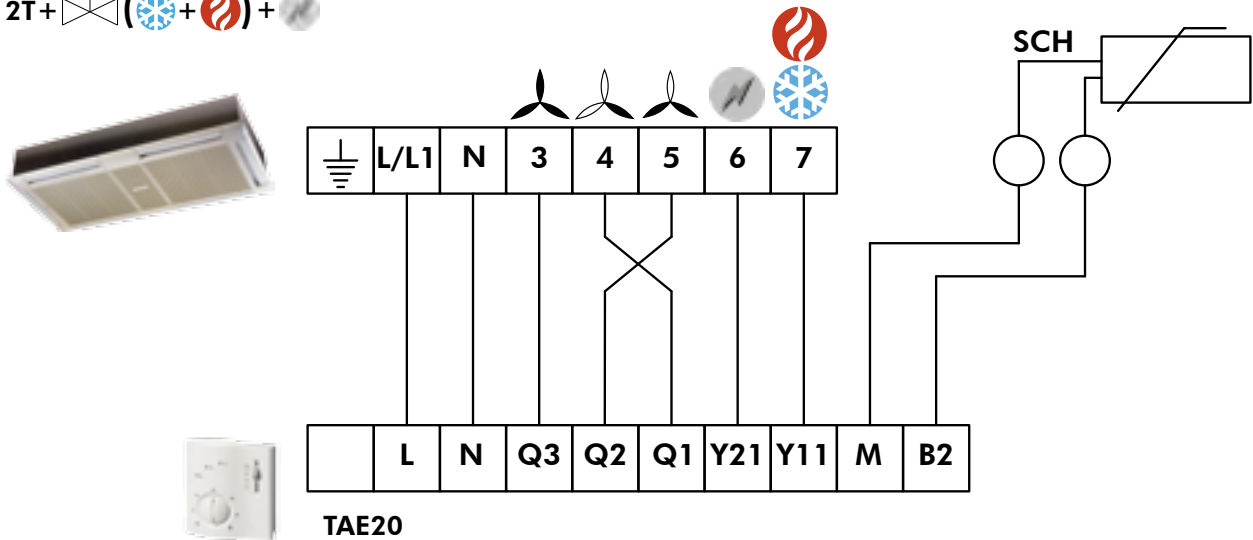 2T+ ( + ) +
SCH
L/L1 N 3 4 5 6 7
L N Q3 Q2 Q1 Y21 Y11 M B2
TAE20